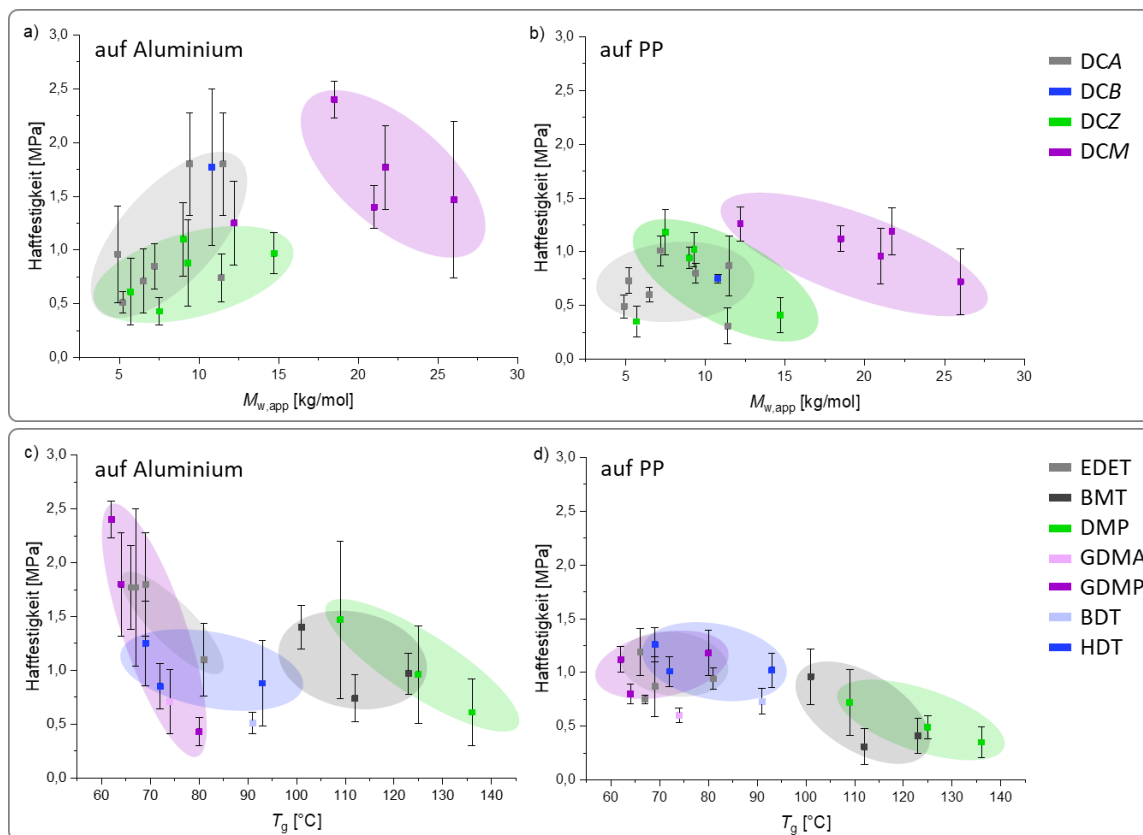 a)
auf Aluminium
3,0
2,5
2,0
1,5
1,0
0,5
0,0
Haftfestigkeit [MPa]
5
10
15
20
25
30
Mw,app [kg/mol]
b)
auf PP
3,0
2,5
2,0
1,5
1,0
0,5
0,0
Haftfestigkeit [MPa]
5
10
15
20
25
30
Mw,app [kg/mol]
DCA
DCB
DCZ
DCM
c)
auf Aluminium
3,0
2,5
2,0
1,5
1,0
0,5
0,0
Haftfestigkeit [MPa]
60
70
80
90
100
110
120
130
140
Tg [°C]
d)
auf PP
3,0
2,5
2,0
1,5
1,0
0,5
0,0
Haftfestigkeit [MPa]
60
70
80
90
100
110
120
130
140
Tg [°C]
EDET
BMT
DMP
GDMA
GDMP
BDT
HDT